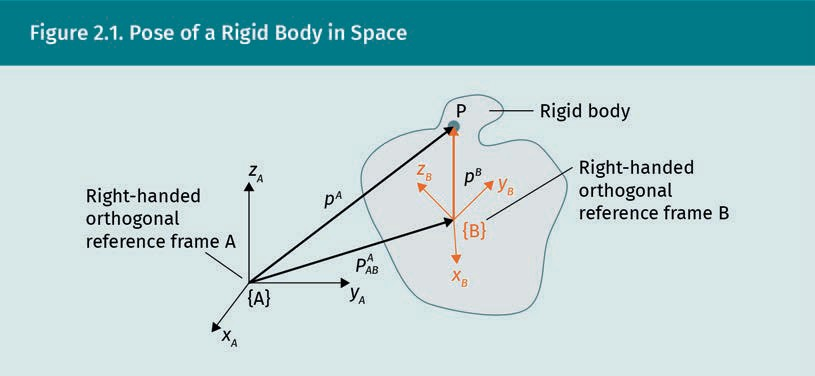 Figure 2.1. Pose of a Rigid Body in Space
P
Rigid body
z_A
Right-handed
orthogonal
reference frame A
p^A
z_B
p^B
y_B
Right-handed
orthogonal
reference frame B
{B}
P^A_AB
x_B
{A}
y_A
x_A